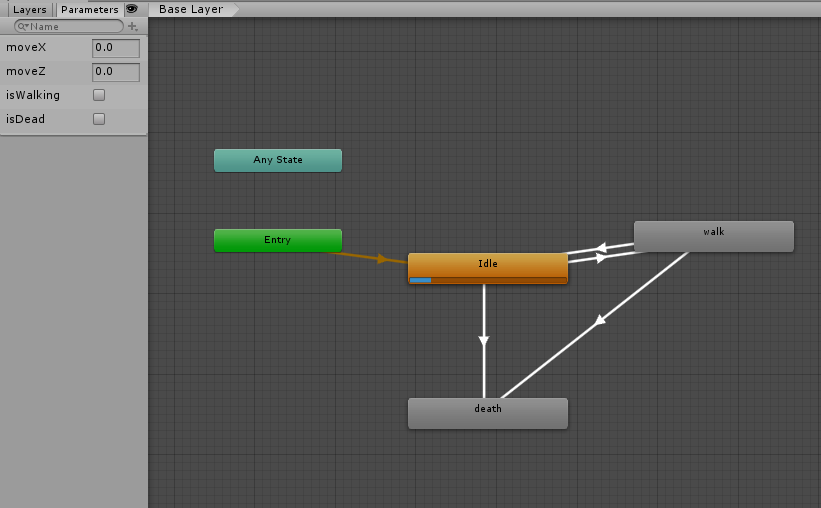 Layers Parameters Base Layer
Name
moveX 0.0
moveZ 0.0
isWalking
isDead
Any State
Entry
walk
Idle
death